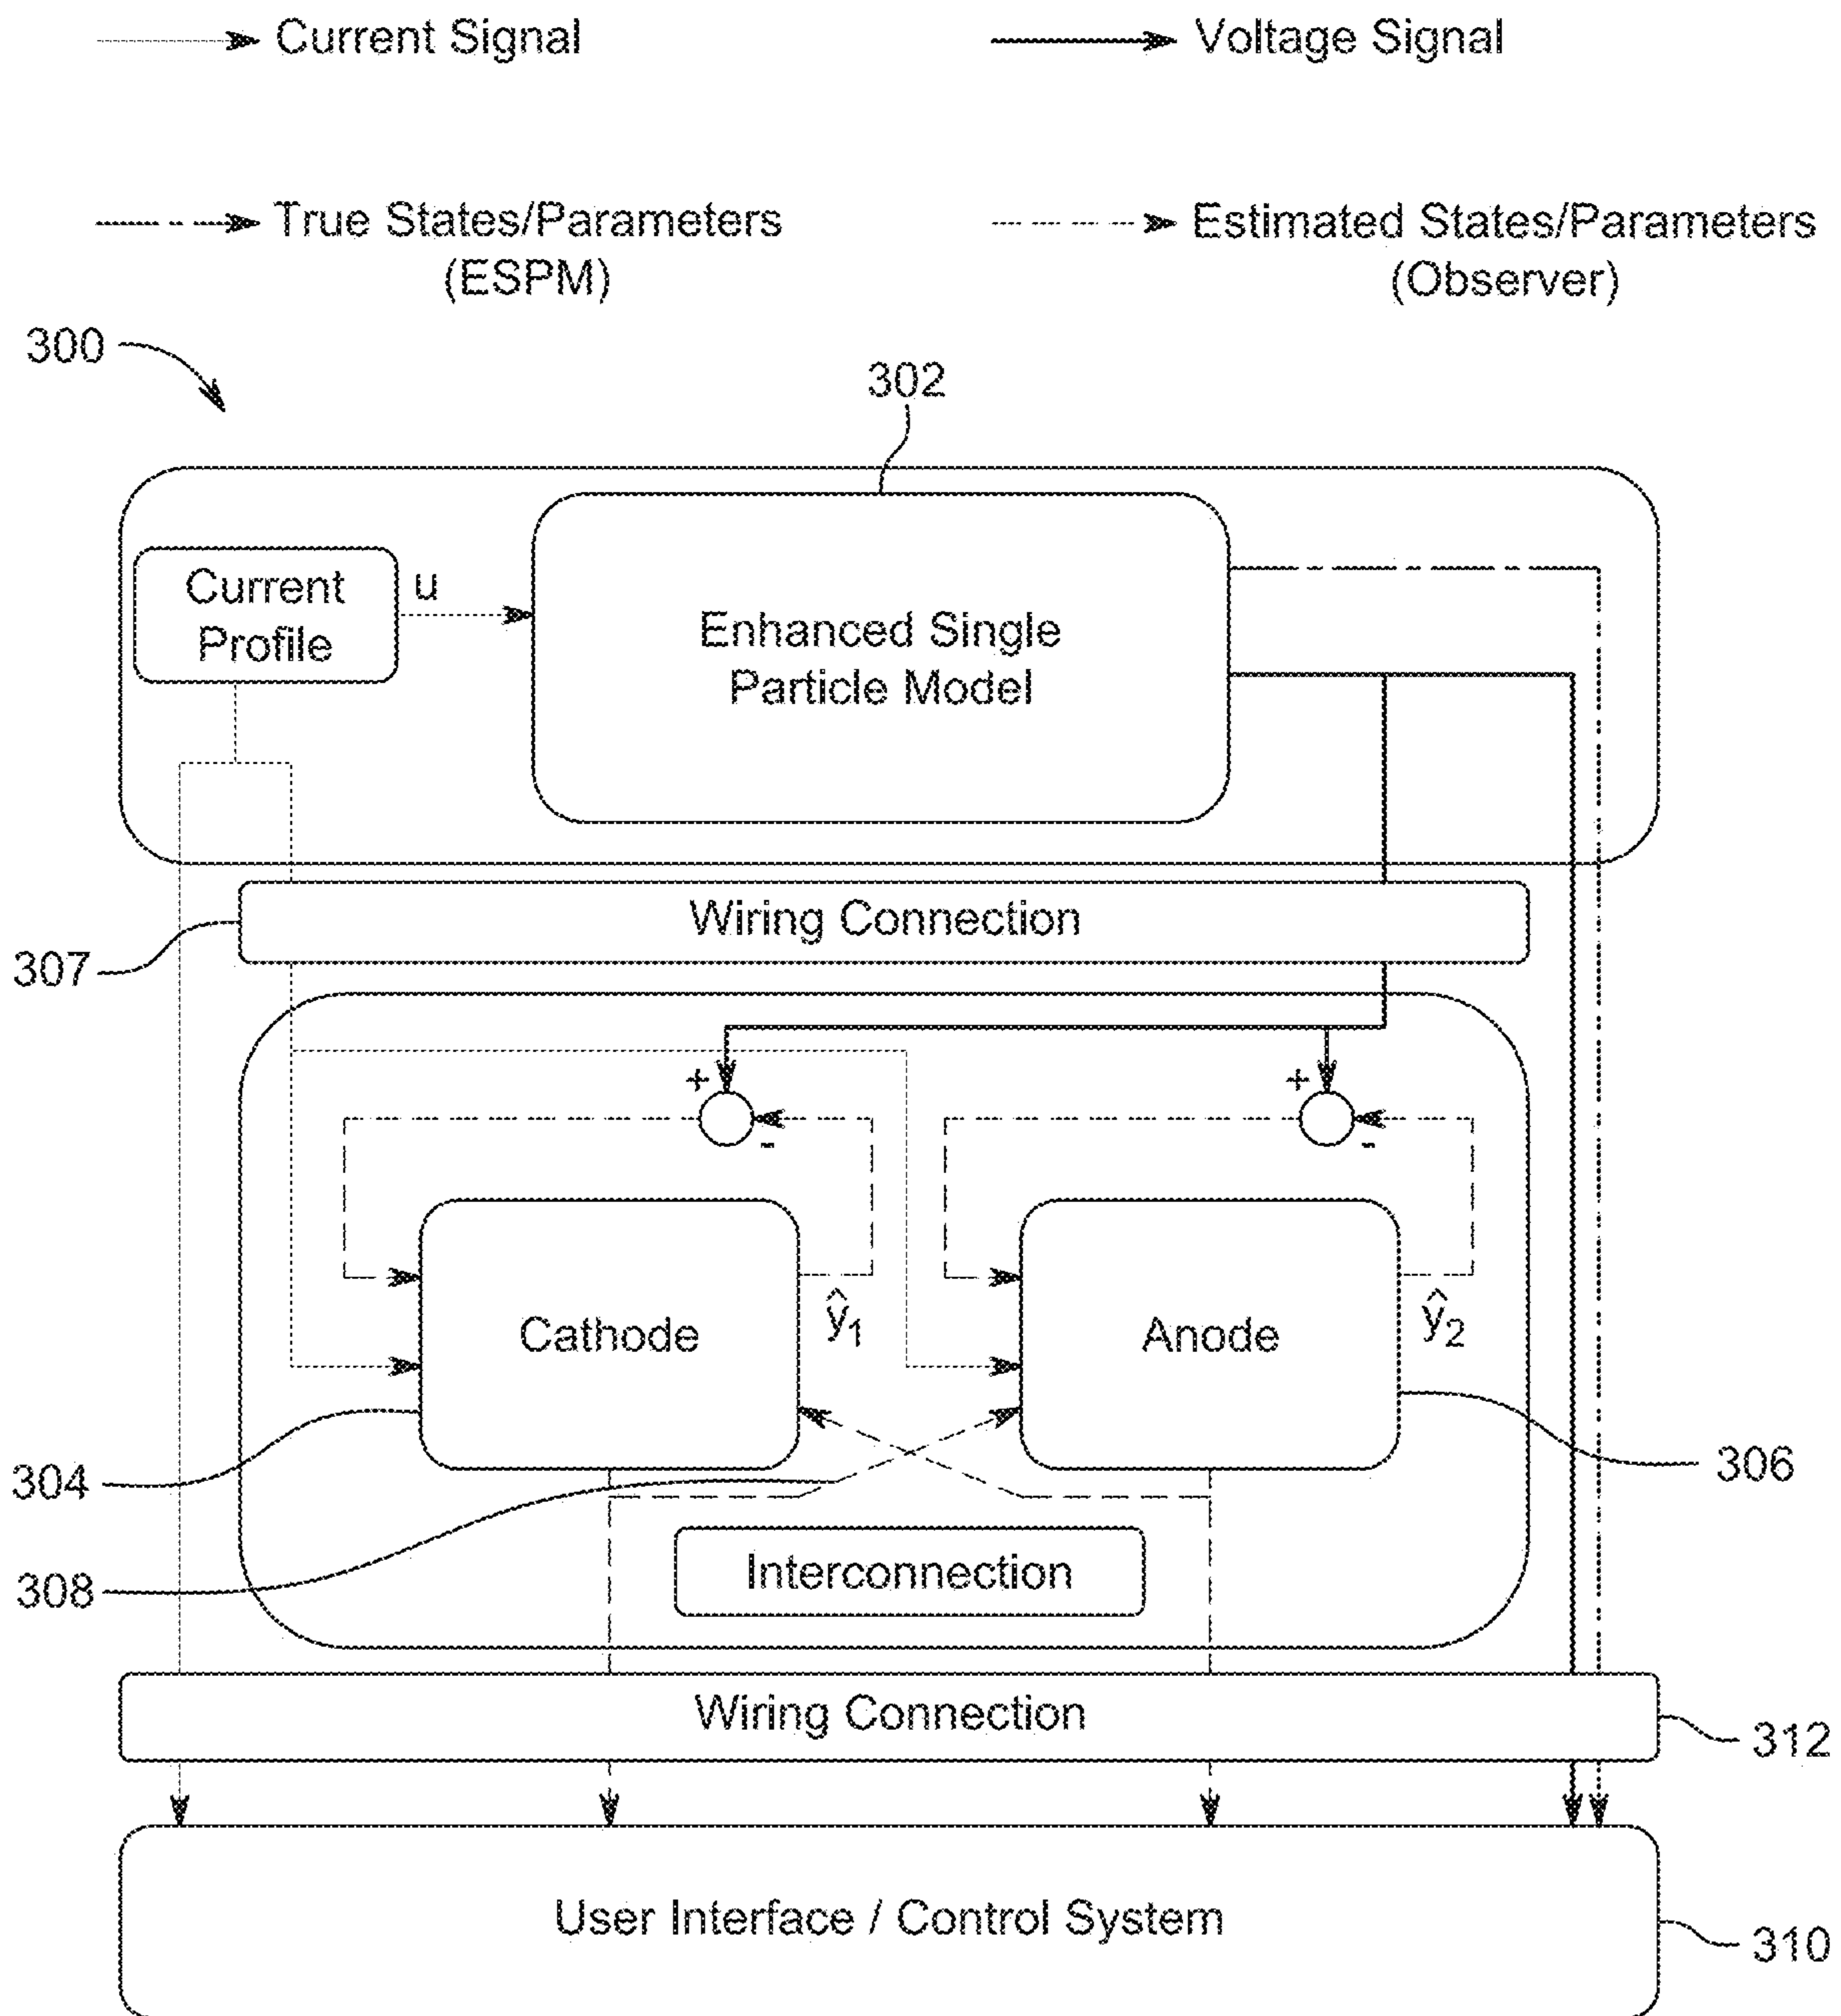 Current Signal
Voltage Signal
True States/Parameters
(ESPM)
Estimated States/Parameters
(Observer)
300
302
Current
Profile
u
Enhanced Single
Particle Model
Wiring Connection
307
+
-
+
-
Cathode
ŷ1
Anode
ŷ2
304
306
308
Interconnection
Wiring Connection
312
User Interface / Control System
310